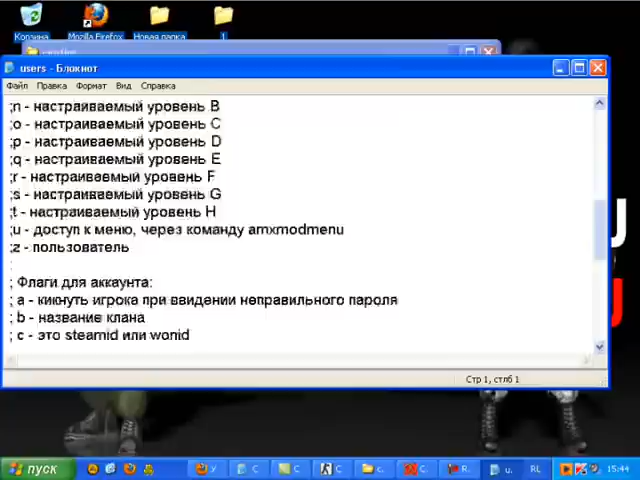 Корзина
Mozilla Firefox
Новая папка
1
users - Блокнот
Файл Правка Формат Вид Справка
;n - настраиваемый уровень B
;o - настраиваемый уровень C
;p - настраиваемый уровень D
;q - настраиваемый уровень E
;r - настраиваемый уровень F
;s - настраиваемый уровень G
;t - настраиваемый уровень H
;u - доступ к меню, через команду amxmodmenu
;z - пользователь
;
; Флаги для аккаунта:
; a - кикнуть игрока при ввидении неправильного пароля
; b - название клана
; c - это steamid или wonid
Стр 1, стлб 1
пуск
У
С
С
С
с.
С.
R.
u.
RL
15:44